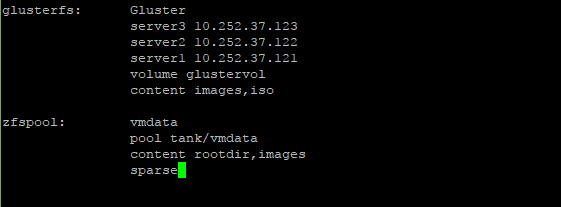 glusterfs: Gluster
server3 10.252.37.123
server2 10.252.37.122
server1 10.252.37.121
volume glustervol
content images,iso
zfspool: vmdata
pool tank/vmdata
content rootdir,images
sparse